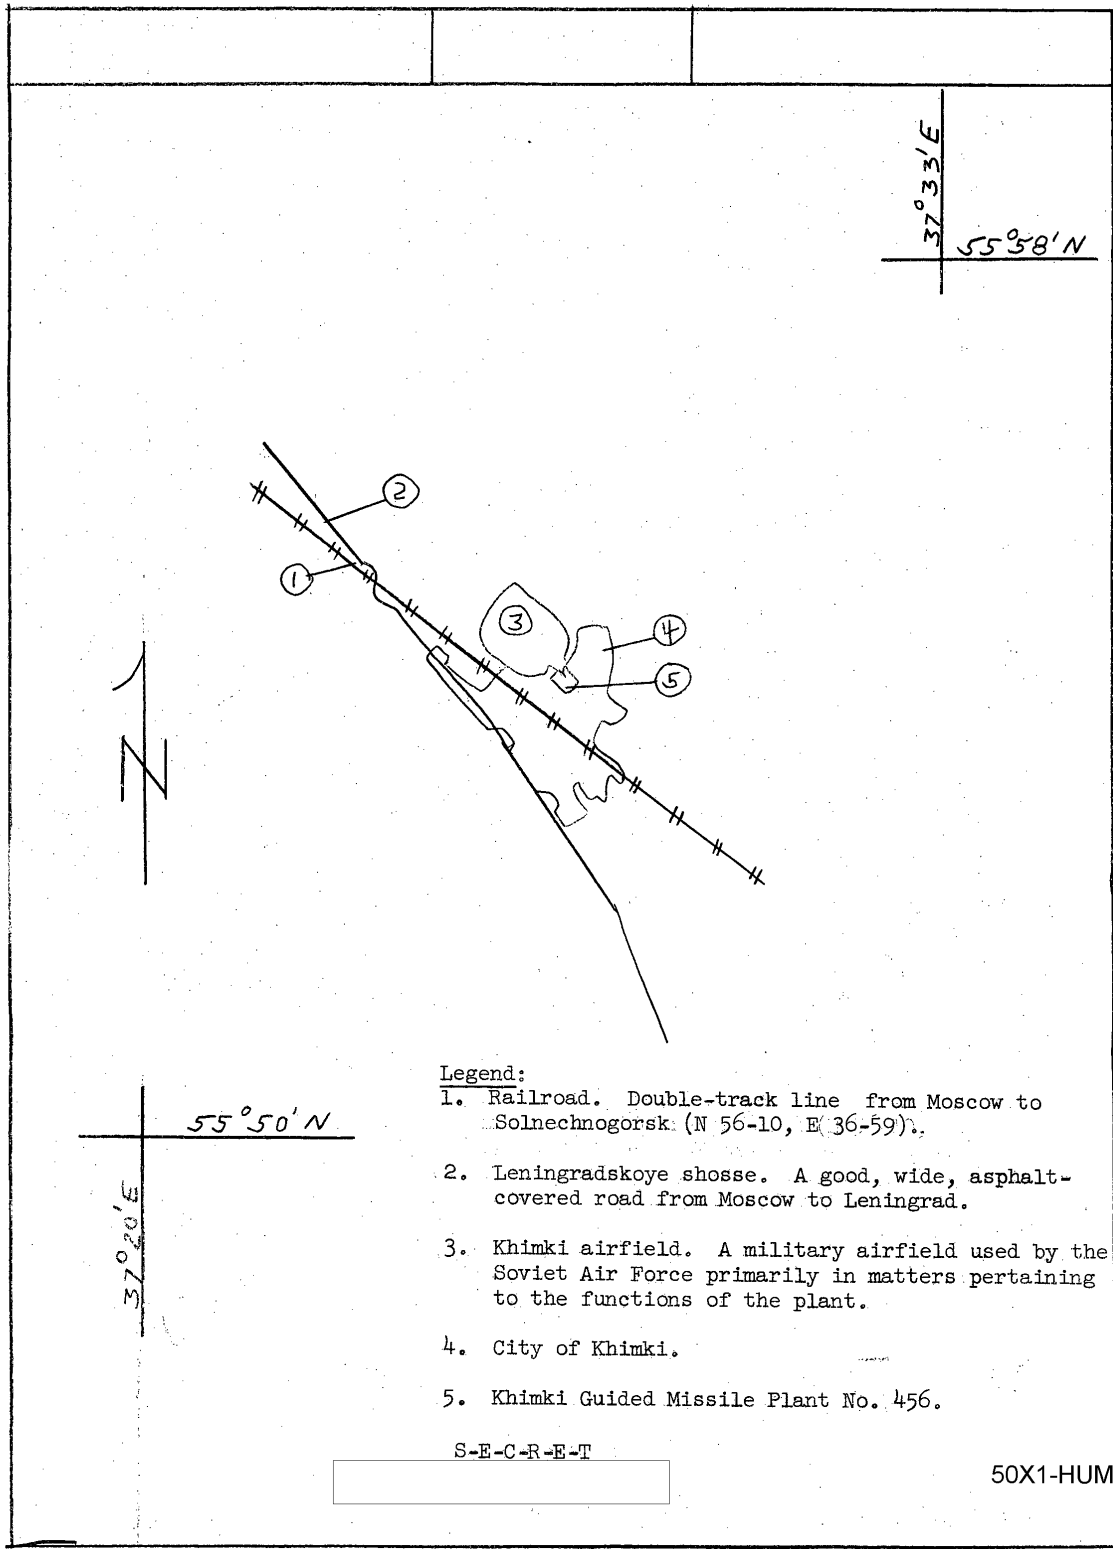 37°33'E
55°58'N
2
1
3
4
5
N
55°50'N
37°20'E
Legend:
1. Railroad. Double-track line from Moscow to
Solnechnogorsk (N 56-10, E 36-59).
2. Leningradskoye shosse. A good, wide, asphalt-
covered road from Moscow to Leningrad.
3. Khimki airfield. A military airfield used by the
Soviet Air Force primarily in matters pertaining
to the functions of the plant.
4. City of Khimki.
5. Khimki Guided Missile Plant No. 456.
S-E-C-R-E-T
50X1-HUM